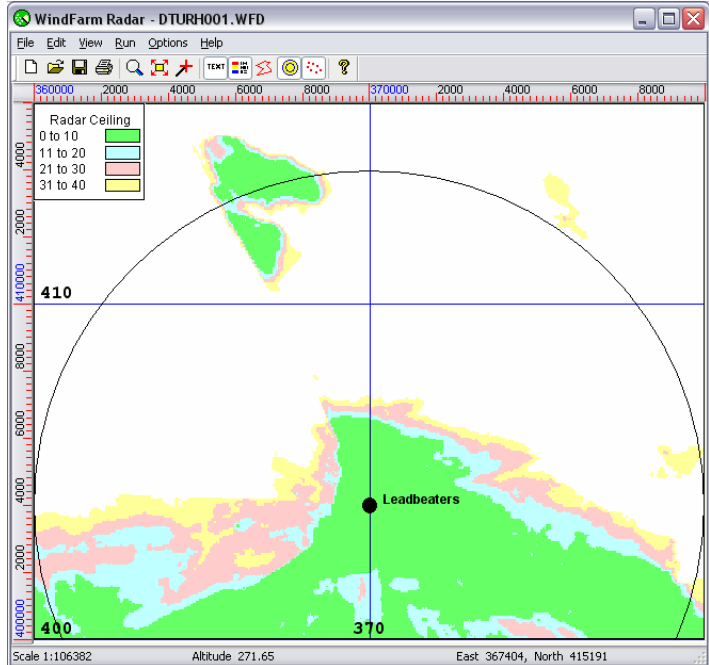 WindFarm Radar - DTURH001.WFD
File Edit View Run Options Help
TEXT
360000 2000 4000 6000 8000 370000 2000 4000 6000 8000
Radar Ceiling
0 to 10
11 to 20
21 to 30
31 to 40
4000
2000
410000
410
8000
6000
4000
Leadbeaters
2000
400000
400
370
Scale 1:106382 Altitude 271.65 East 367404, North 415191